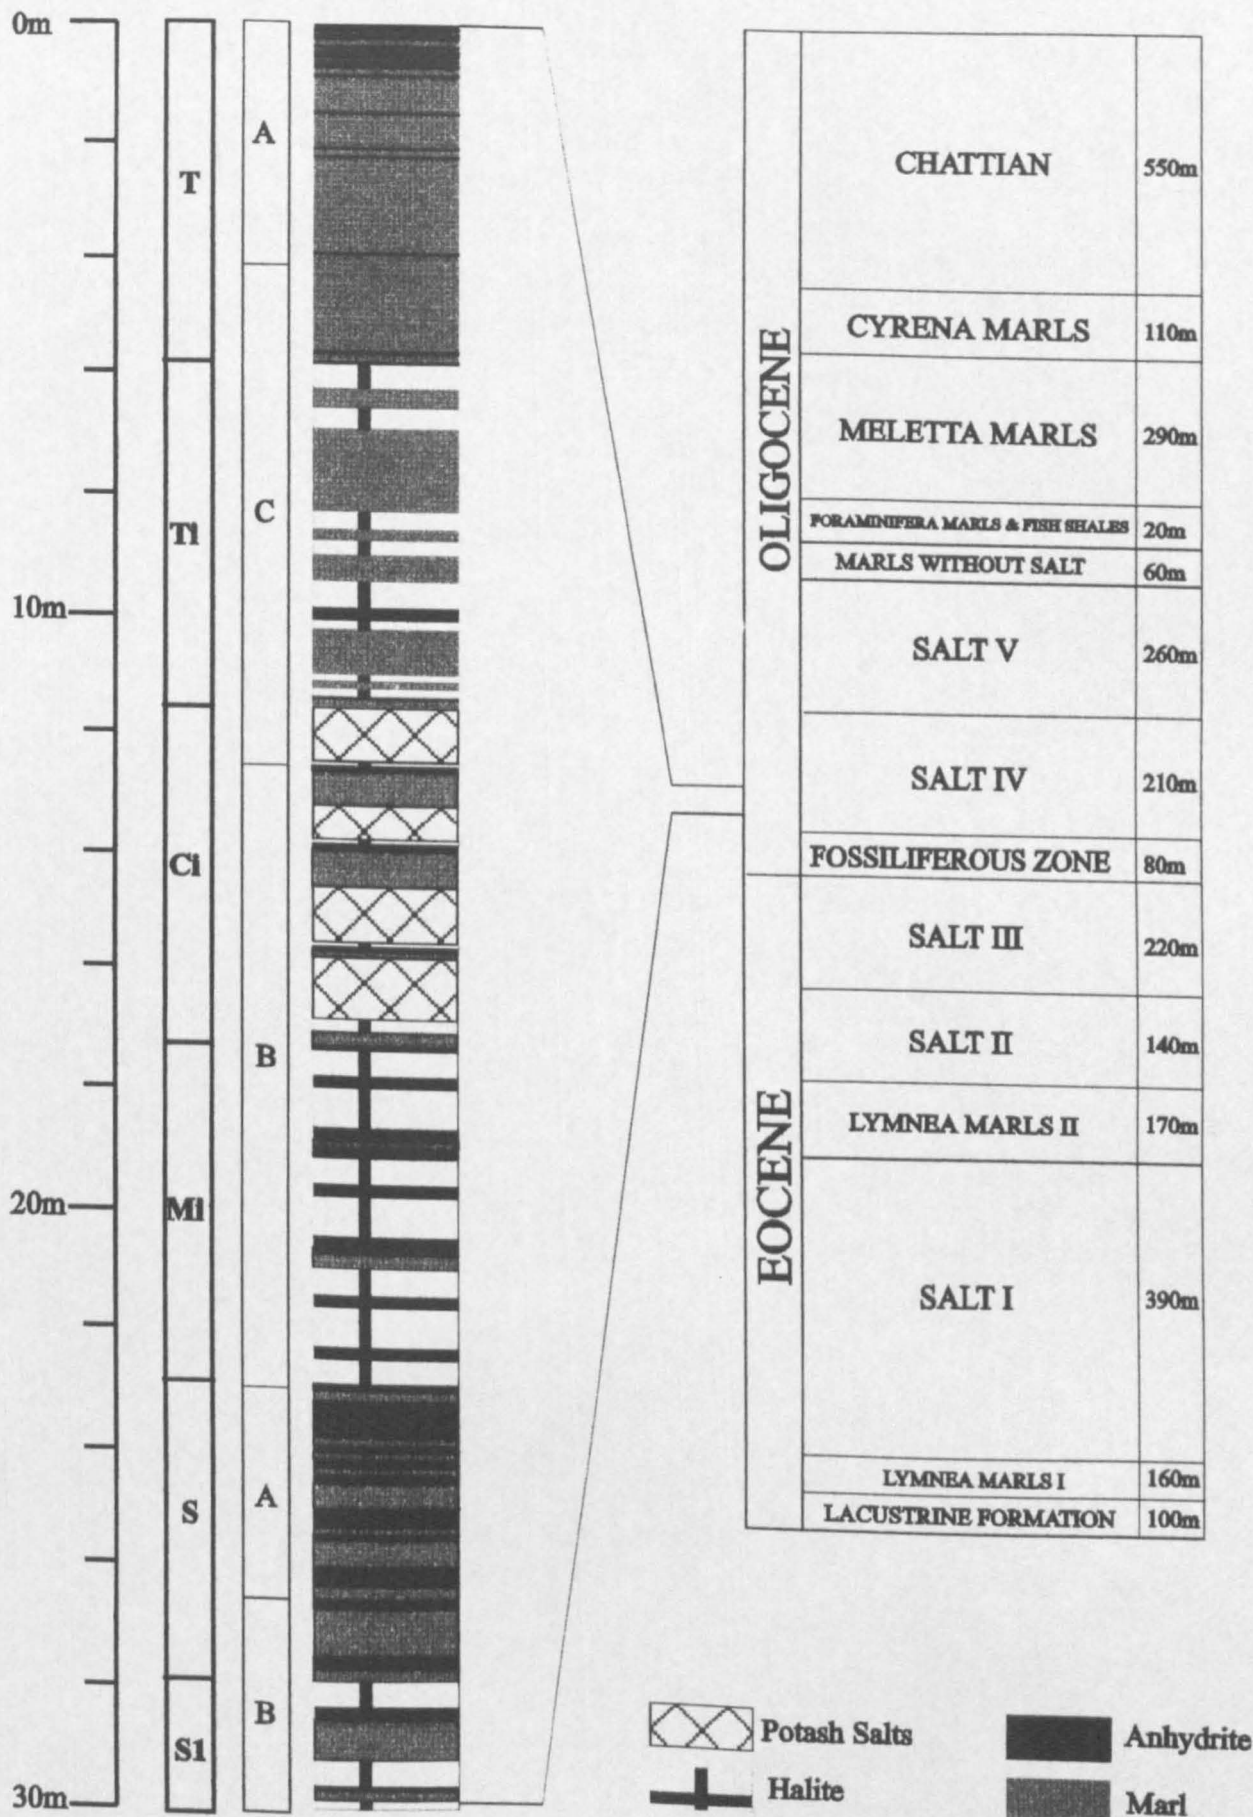 0m
10m
20m
30m
T
Ti
Ci
Mi
S
S1
A
C
B
A
B
OLIGOCENE
EOCENE
CHATTIAN 550m
CYRENA MARLS 110m
MELETTA MARLS 290m
FORAMINIFERA MARLS & FISH SHALES 20m
MARLS WITHOUT SALT 60m
SALT V 260m
SALT IV 210m
FOSSILIFEROUS ZONE 80m
SALT III 220m
SALT II 140m
LYMNEA MARLS II 170m
SALT I 390m
LYMNEA MARLS I 160m
LACUSTRINE FORMATION 100m
Potash Salts
Anhydrite
Halite
Marl